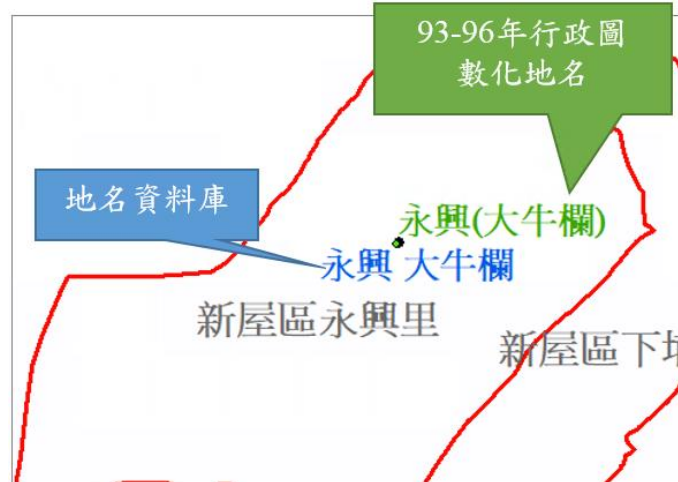 93-96年行政圖
數化地名
地名資料庫
永興(大牛欄)
永興 大牛欄
新屋區永興里
新屋區下